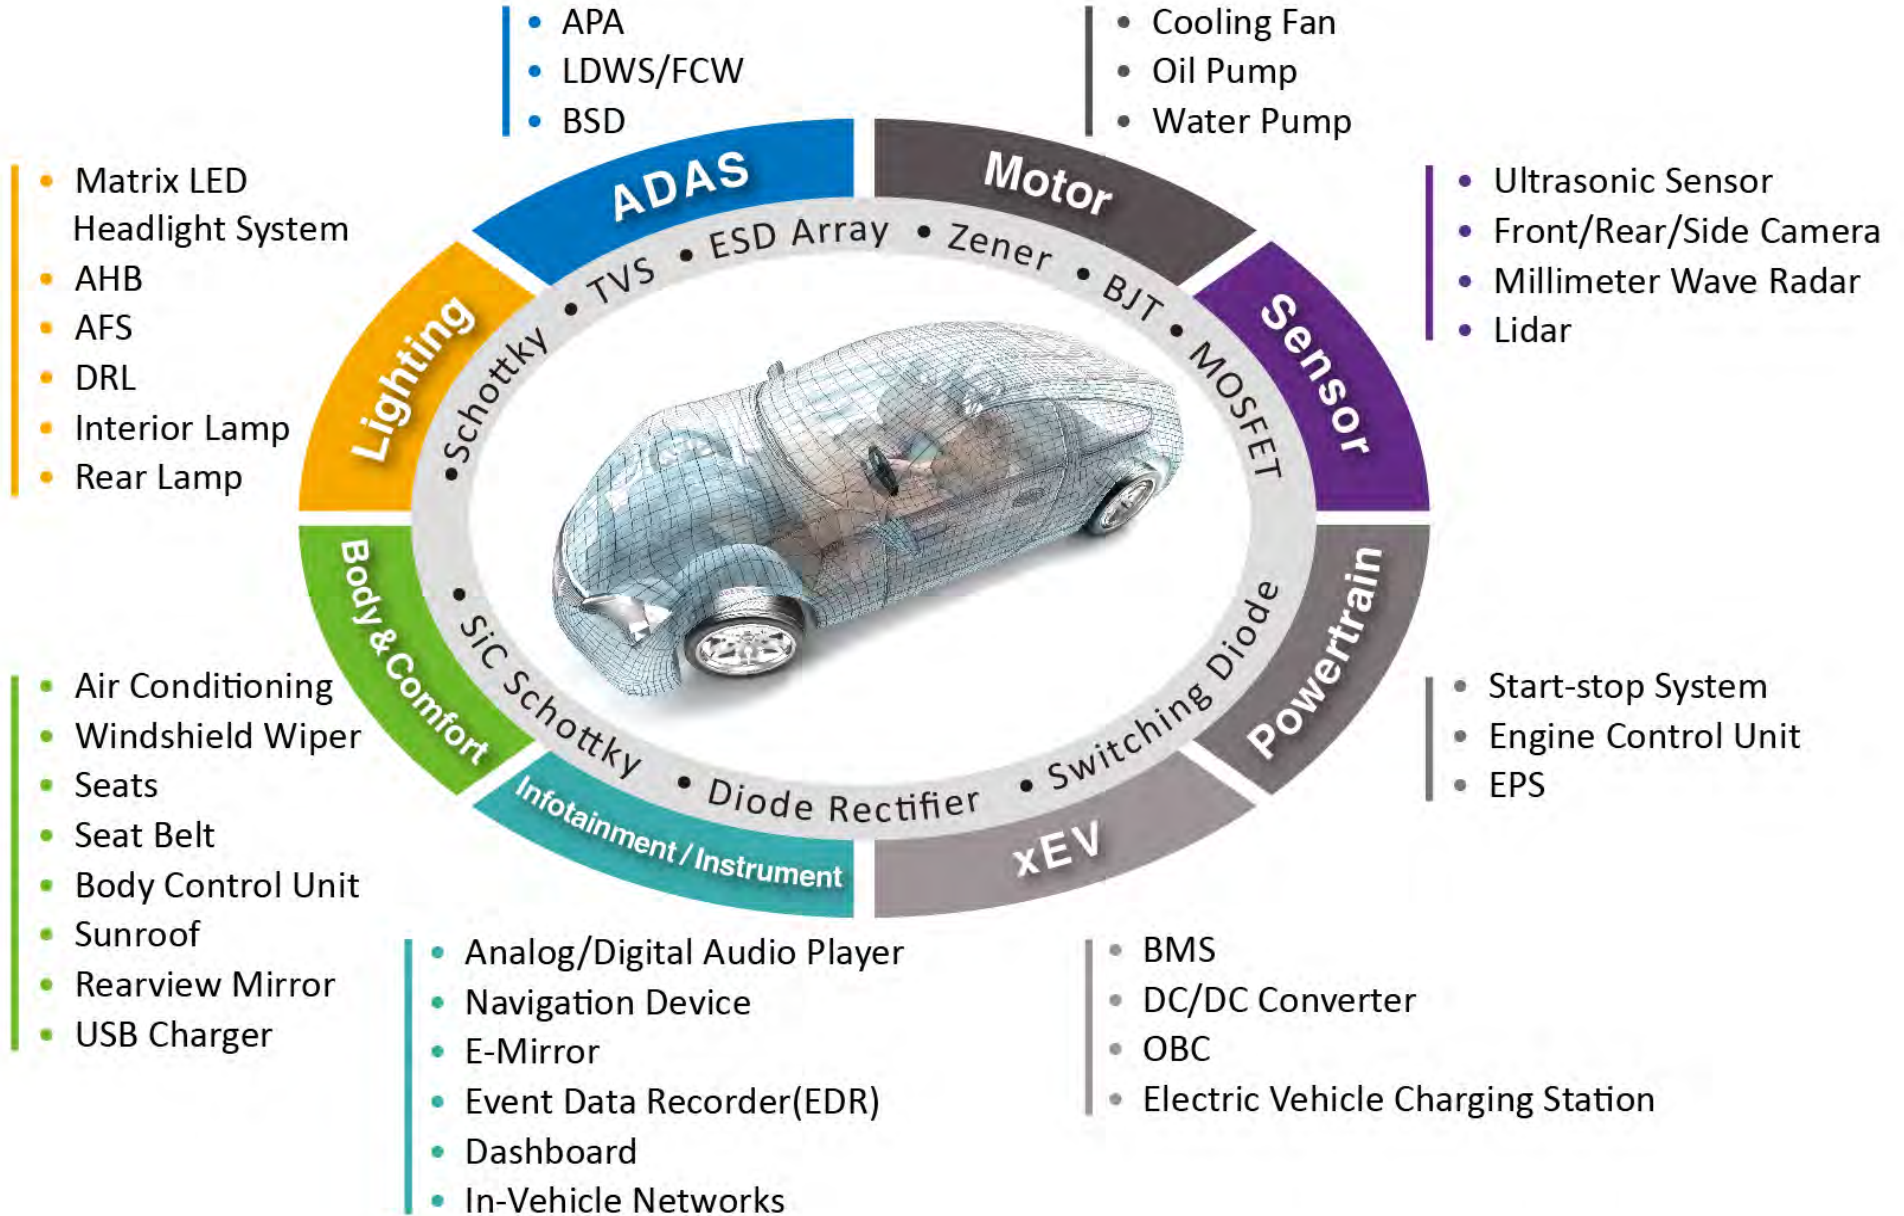 • APA
• LDWS/FCW
• BSD
• Cooling Fan
• Oil Pump
• Water Pump
• Matrix LED
Headlight System
• AHB
• AFS
• DRL
• Interior Lamp
• Rear Lamp
• Ultrasonic Sensor
• Front/Rear/Side Camera
• Millimeter Wave Radar
• Lidar
ADAS
Motor
Sensor
Powertrain
xEV
Infotainment / Instrument
Body & Comfort
Lighting
• Schottky
• TVS
• ESD Array
• Zener
• BJT
• MOSFET
• SiC Schottky
• Diode Rectifier
• Switching Diode
• Air Conditioning
• Windshield Wiper
• Seats
• Seat Belt
• Body Control Unit
• Sunroof
• Rearview Mirror
• USB Charger
• Start-stop System
• Engine Control Unit
• EPS
• Analog/Digital Audio Player
• Navigation Device
• E-Mirror
• Event Data Recorder(EDR)
• Dashboard
• In-Vehicle Networks
• BMS
• DC/DC Converter
• OBC
• Electric Vehicle Charging Station